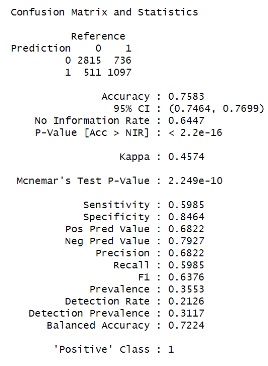 Confusion Matrix and Statistics
Reference
Prediction 0 1
0 2815 736
1 511 1097
Accuracy : 0.7583
95% CI : (0.7464, 0.7699)
No Information Rate : 0.6447
P-Value [Acc > NIR] : < 2.2e-16
Kappa : 0.4574
Mcnemar's Test P-Value : 2.249e-10
Sensitivity : 0.5985
Specificity : 0.8464
Pos Pred Value : 0.6822
Neg Pred Value : 0.7927
Precision : 0.6822
Recall : 0.5985
F1 : 0.6376
Prevalence : 0.3553
Detection Rate : 0.2126
Detection Prevalence : 0.3117
Balanced Accuracy : 0.7224
'Positive' Class : 1